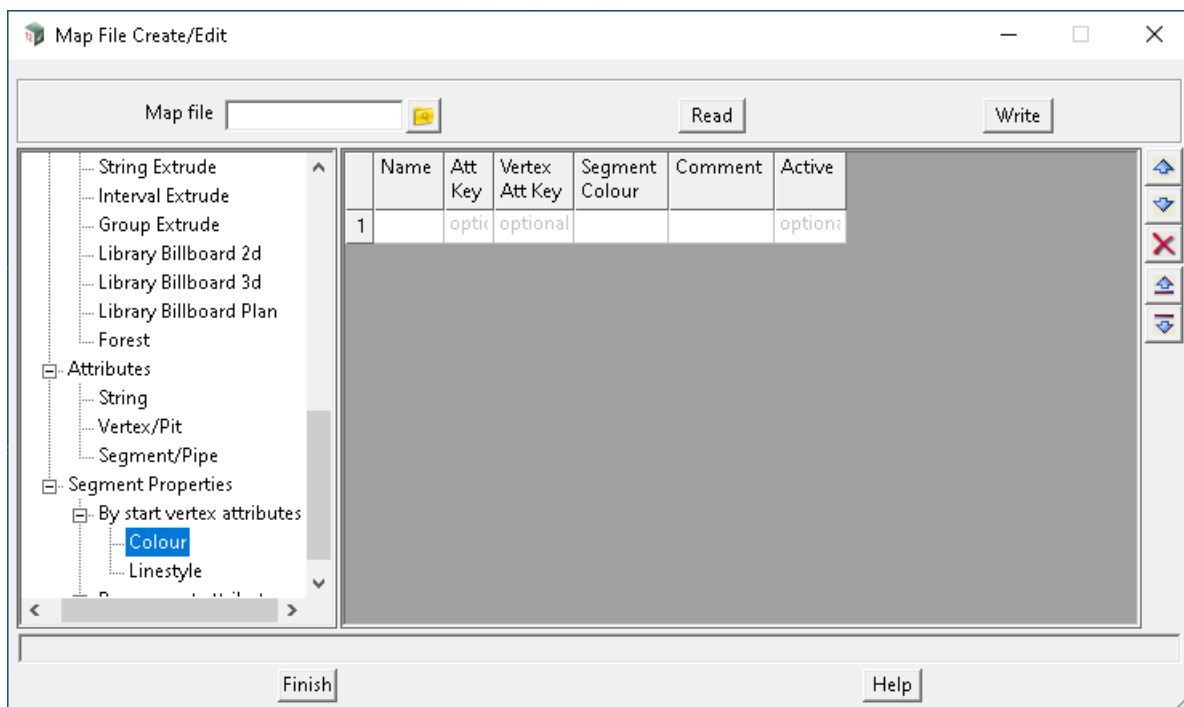 Map File Create/Edit
Map file
Read
Write
String Extrude
Interval Extrude
Group Extrude
Library Billboard 2d
Library Billboard 3d
Library Billboard Plan
Forest
Attributes
String
Vertex/Pit
Segment/Pipe
Segment Properties
By start vertex attributes
Colour
Linestyle
Name Att Key Vertex Att Key Segment Colour Comment Active
1 optic optional optiona
Finish
Help